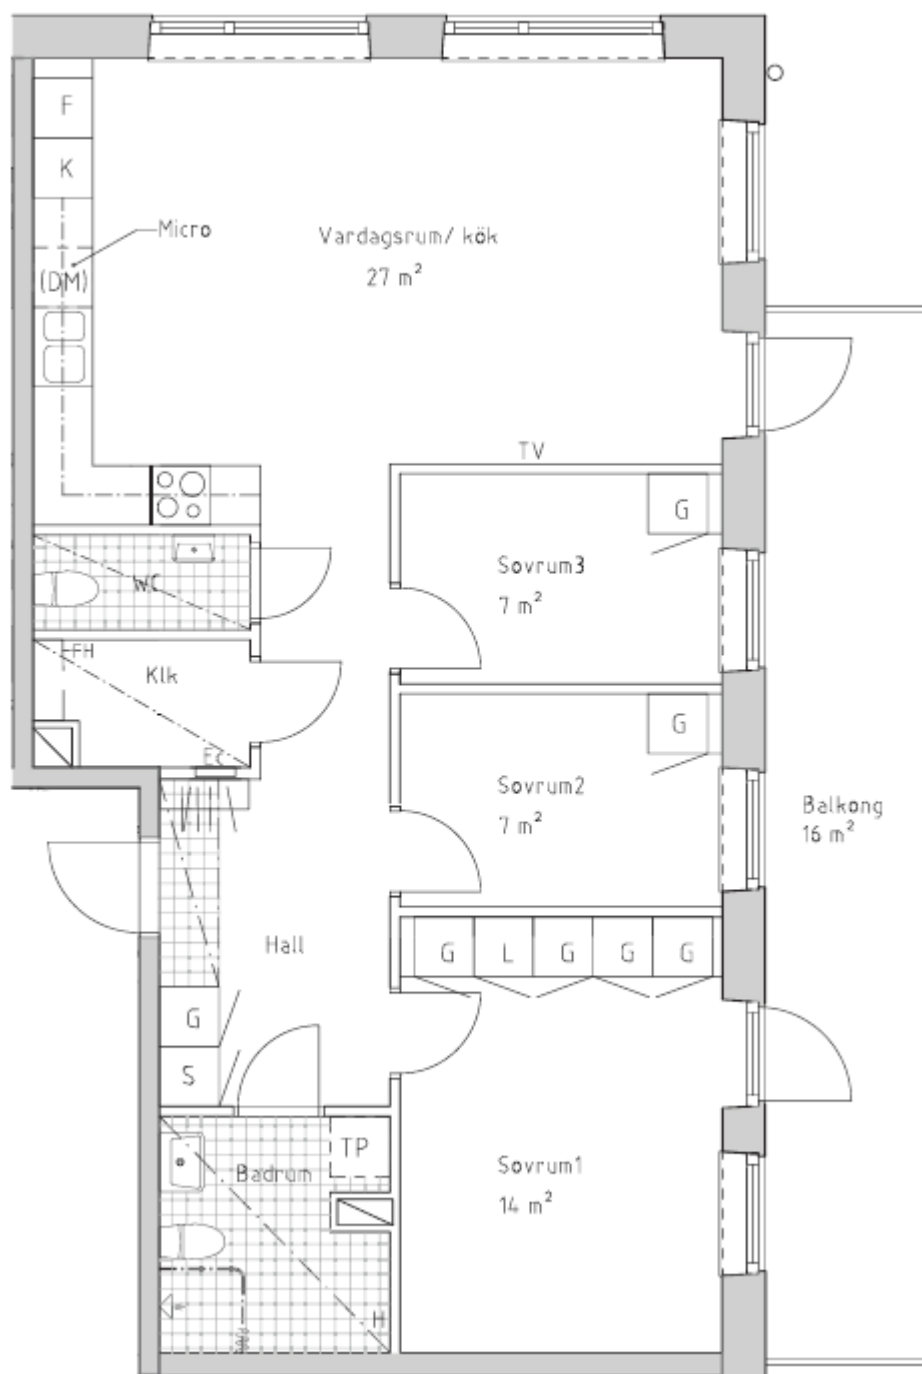 F
K
Micro
(DM)
Vardagsrum/ kök
27 m²
TV
G
Sovrum3
7 m²
WC
FH
Klk
G
Sovrum2
7 m²
Balkong
16 m²
Hall
G L G G G
G
S
TP
Badrum
Sovrum1
14 m²
H